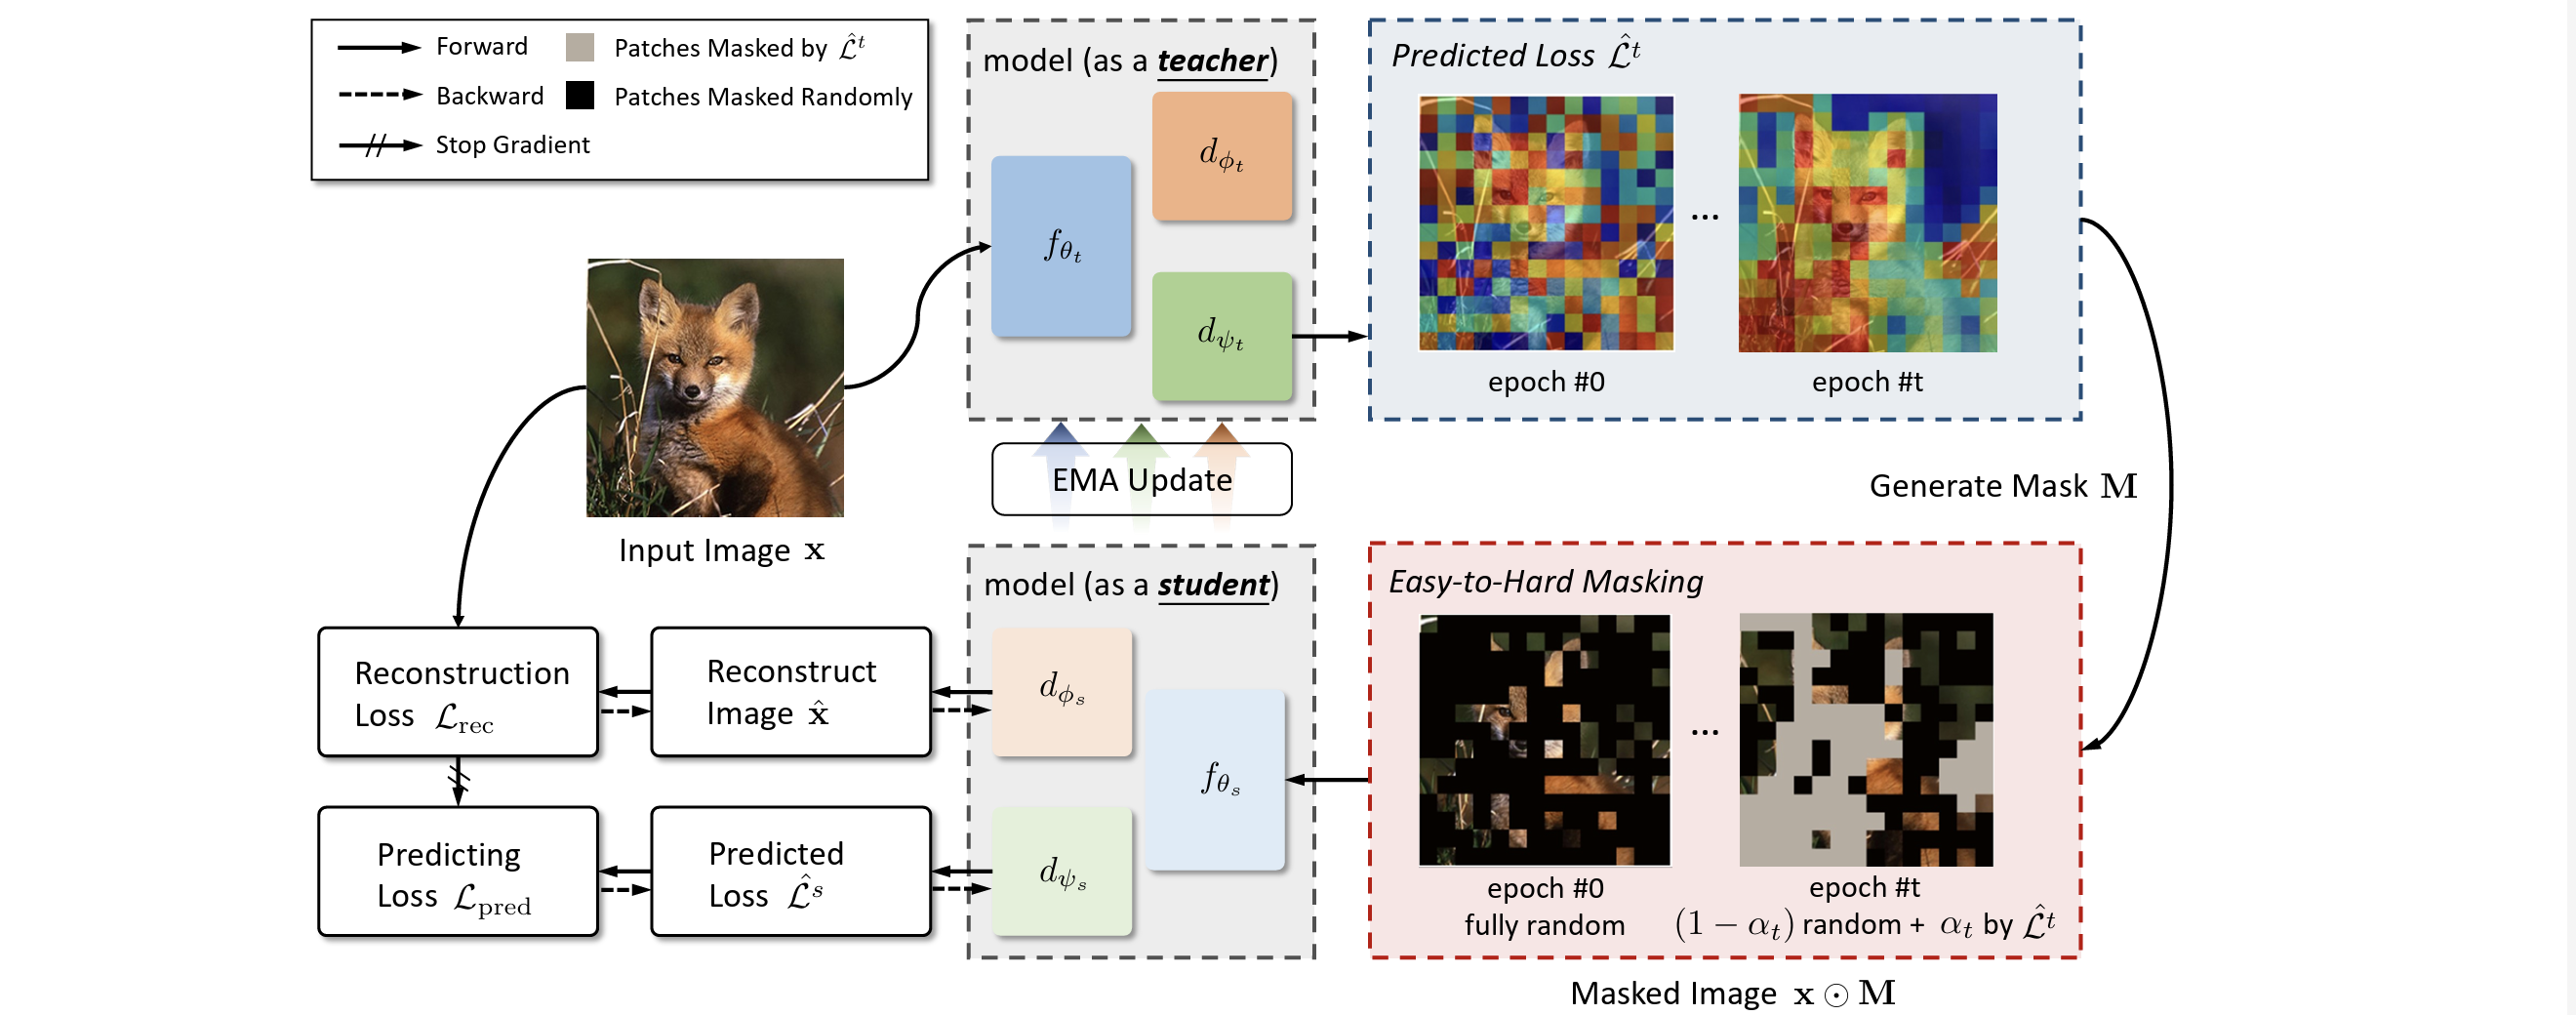 Forward
Patches Masked by $\hat{\mathcal{L}}^t$
Backward
Patches Masked Randomly
Stop Gradient
model (as a teacher)
$f_{\theta_t}$
$d_{\phi_t}$
$d_{\psi_t}$
Predicted Loss $\hat{\mathcal{L}}^t$
...
epoch #0
epoch #t
Input Image $\mathbf{x}$
EMA Update
Generate Mask $\mathbf{M}$
model (as a student)
$d_{\phi_s}$
$f_{\theta_s}$
$d_{\psi_s}$
Reconstruction
Loss $\mathcal{L}_{\text{rec}}$
Reconstruct
Image $\hat{\mathbf{x}}$
Predicting
Loss $\mathcal{L}_{\text{pred}}$
Predicted
Loss $\hat{\mathcal{L}}^s$
Easy-to-Hard Masking
...
epoch #0
fully random
epoch #t
$(1 - \alpha_t)$ random + $\alpha_t$ by $\hat{\mathcal{L}}^t$
Masked Image $\mathbf{x} \odot \mathbf{M}$